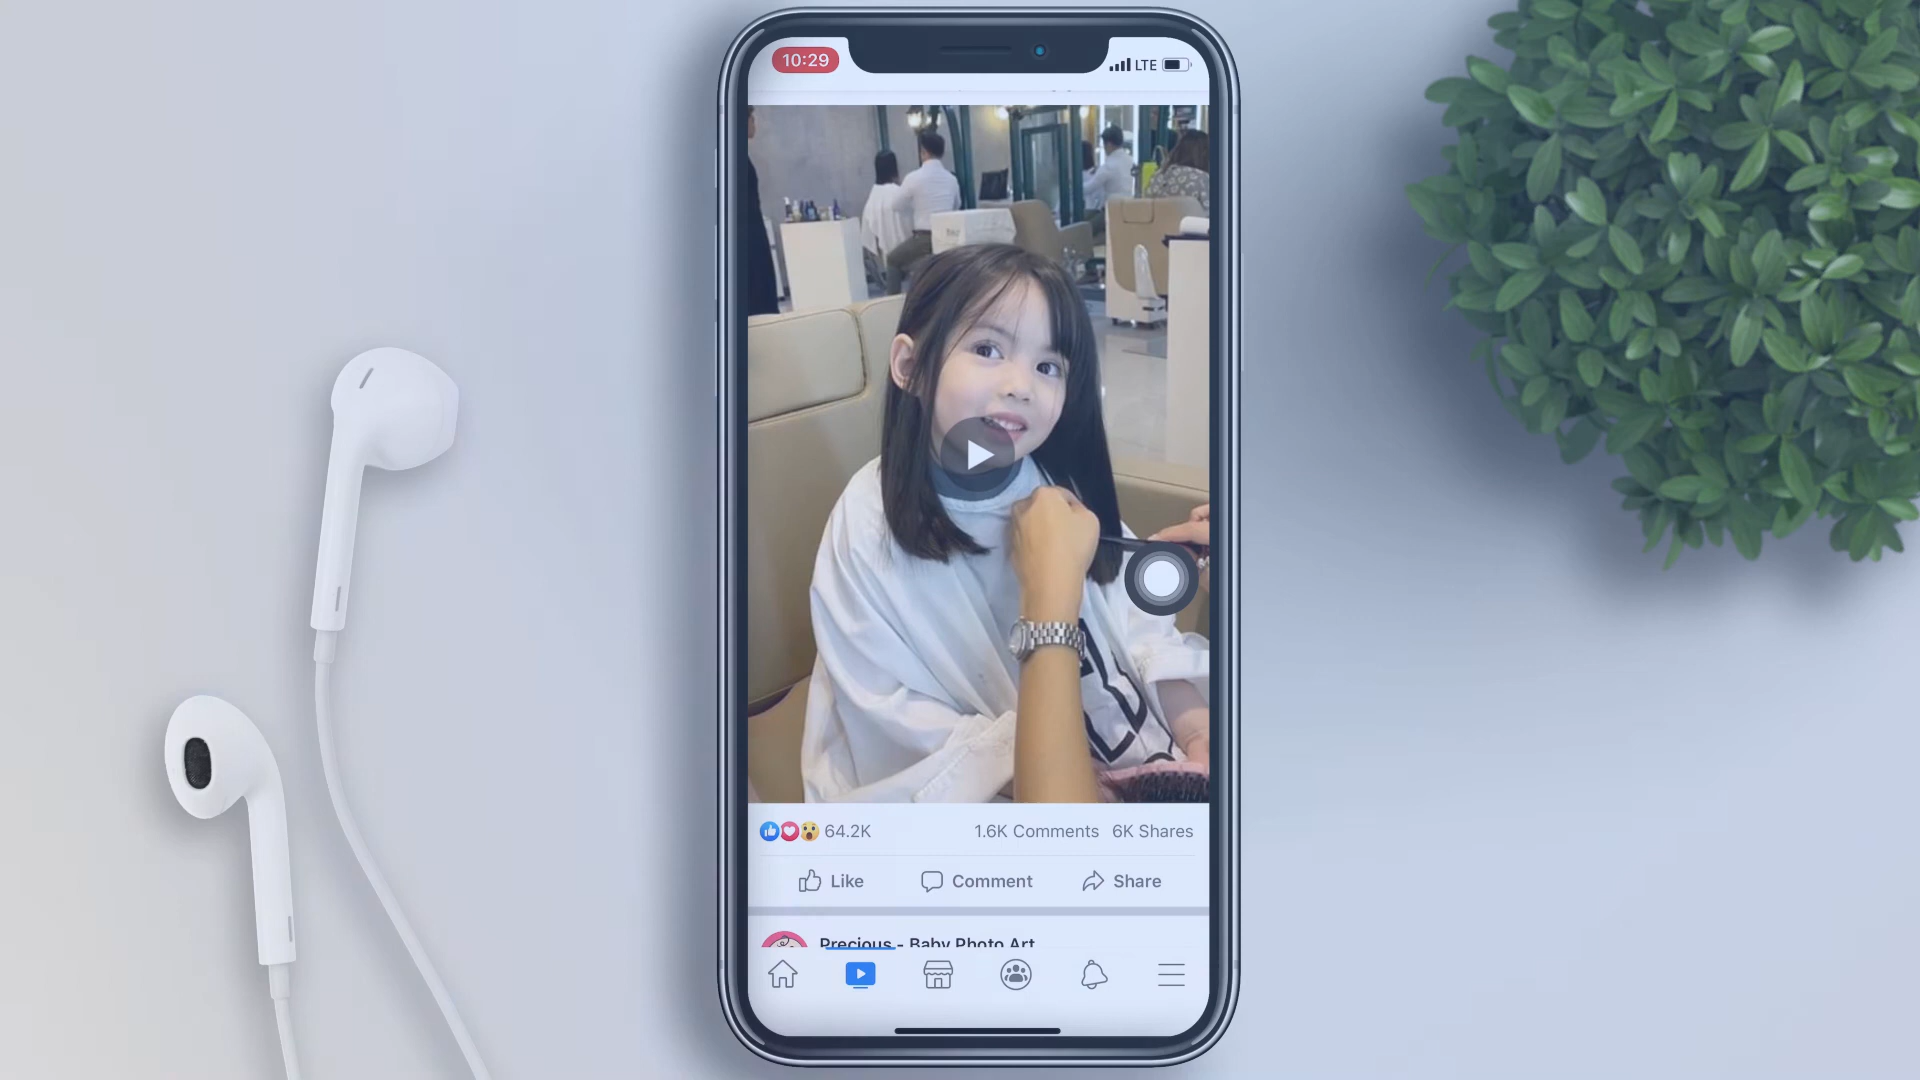 10:29
LTE
64.2K 1.6K Comments 6K Shares
Like Comment Share
Precious - Baby Photo Art